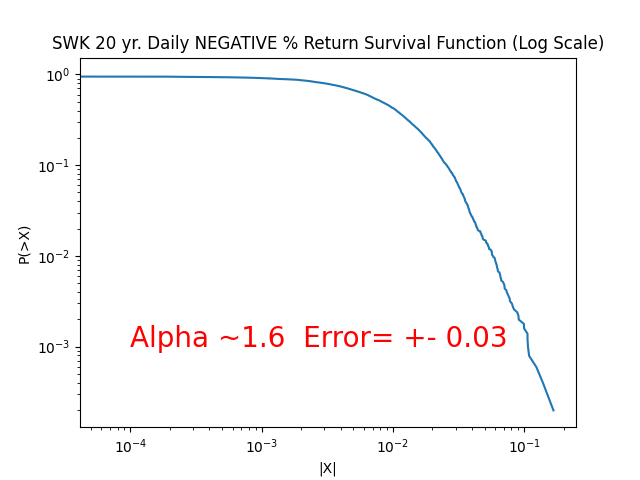 SWK 20 yr. Daily NEGATIVE % Return Survival Function (Log Scale)
10⁰
10⁻¹
10⁻²
10⁻³
P(>X)
Alpha ~1.6  Error= +- 0.03
10⁻⁴ 10⁻³ 10⁻² 10⁻¹
|X|